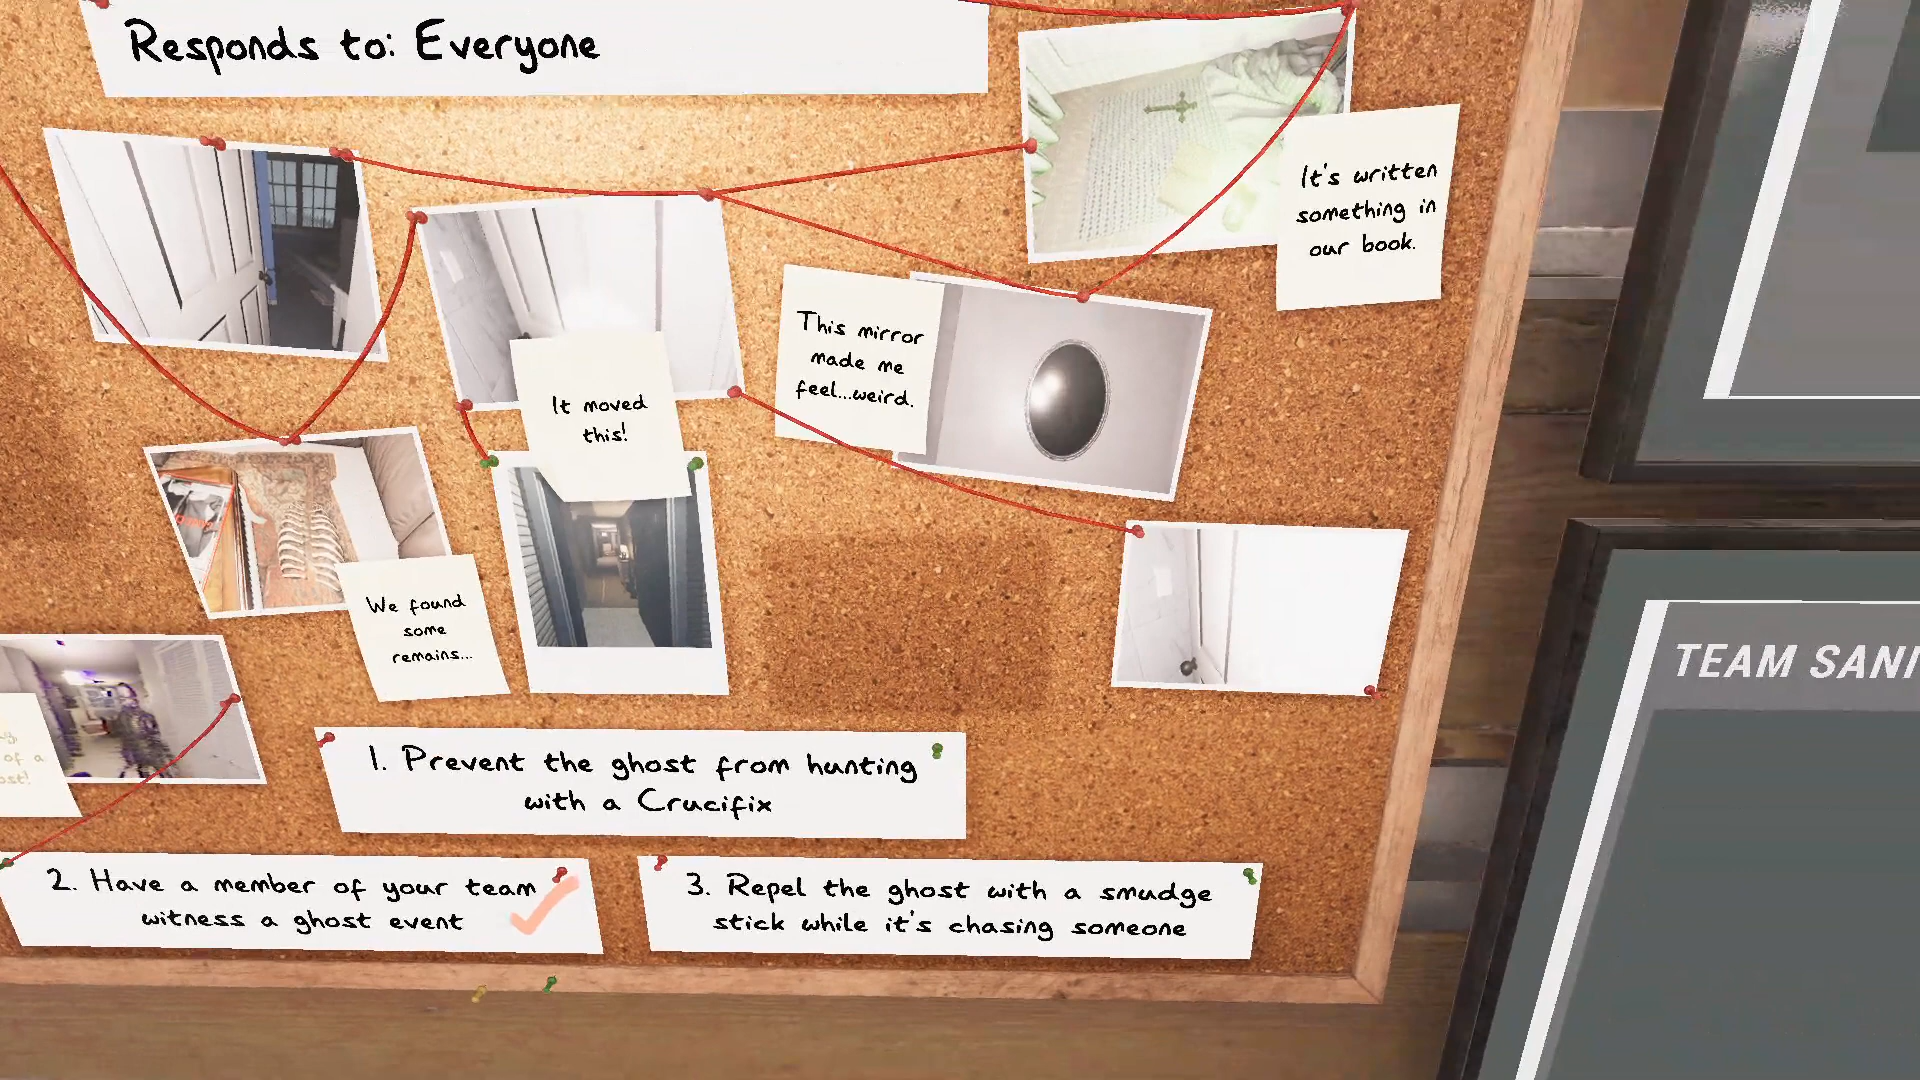 Responds to: Everyone
It's written
something in
our book.
This mirror
made me
feel...weird.
It moved
this!
We found
some
remains...
of a
1. Prevent the ghost from hunting
with a Crucifix
2. Have a member of your team
witness a ghost event
3. Repel the ghost with a smudge
stick while it's chasing someone
TEAM SANI